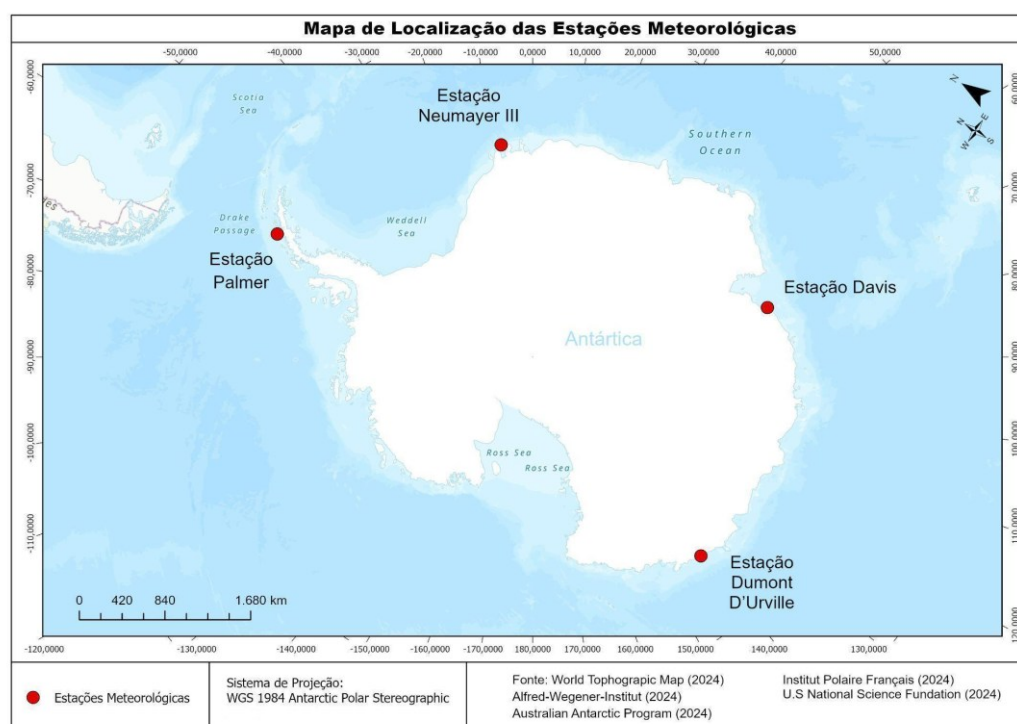 Mapa de Localização das Estações Meteorológicas
-50,0000 -40,0000 -30,0000 -20,0000 -10,0000 0,0000 10,0000 20,0000 30,0000 40,0000 50,0000
-60,0000
-70,0000
-80,0000
-90,0000
-100,0000
-110,0000
60,0000
70,0000
80,0000
90,0000
100,0000
110,0000
120,0000
N
N
E
S
W
Scotia
Sea
Estação
Neumayer III
Southern
Ocean
Drake
Passage
Weddell
Sea
Estação
Palmer
Estação Davis
Antártica
Ross Sea
Ross Sea
Estação
Dumont
D'Urville
0 420 840 1.680 km
-120,0000 -130,0000 -140,0000 -150,0000 -160,0000 -170,0000 180,0000 170,0000 160,0000 150,0000 140,0000 130,0000
Estações Meteorológicas
Sistema de Projeção:
WGS 1984 Antarctic Polar Stereographic
Fonte: World Tophograpic Map (2024)
Alfred-Wegener-Institut (2024)
Australian Antarctic Program (2024)
Institut Polaire Français (2024)
U.S National Science Fundation (2024)